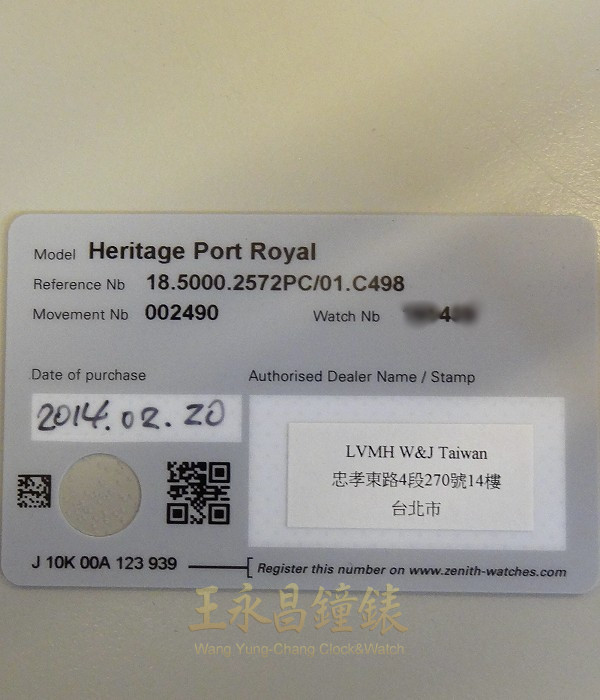 Model Heritage Port Royal
Reference Nb 18.5000.2572PC/01.C498
Movement Nb 002490 Watch Nb
Date of purchase Authorised Dealer Name / Stamp
2014.02.20
LVMH W&J Taiwan
忠孝東路4段270號14樓
台北市
J 10K 00A 123 939 Register this number on www.zenith-watches.com
王永昌鐘錶
Wang Yung-Chang Clock&Watch